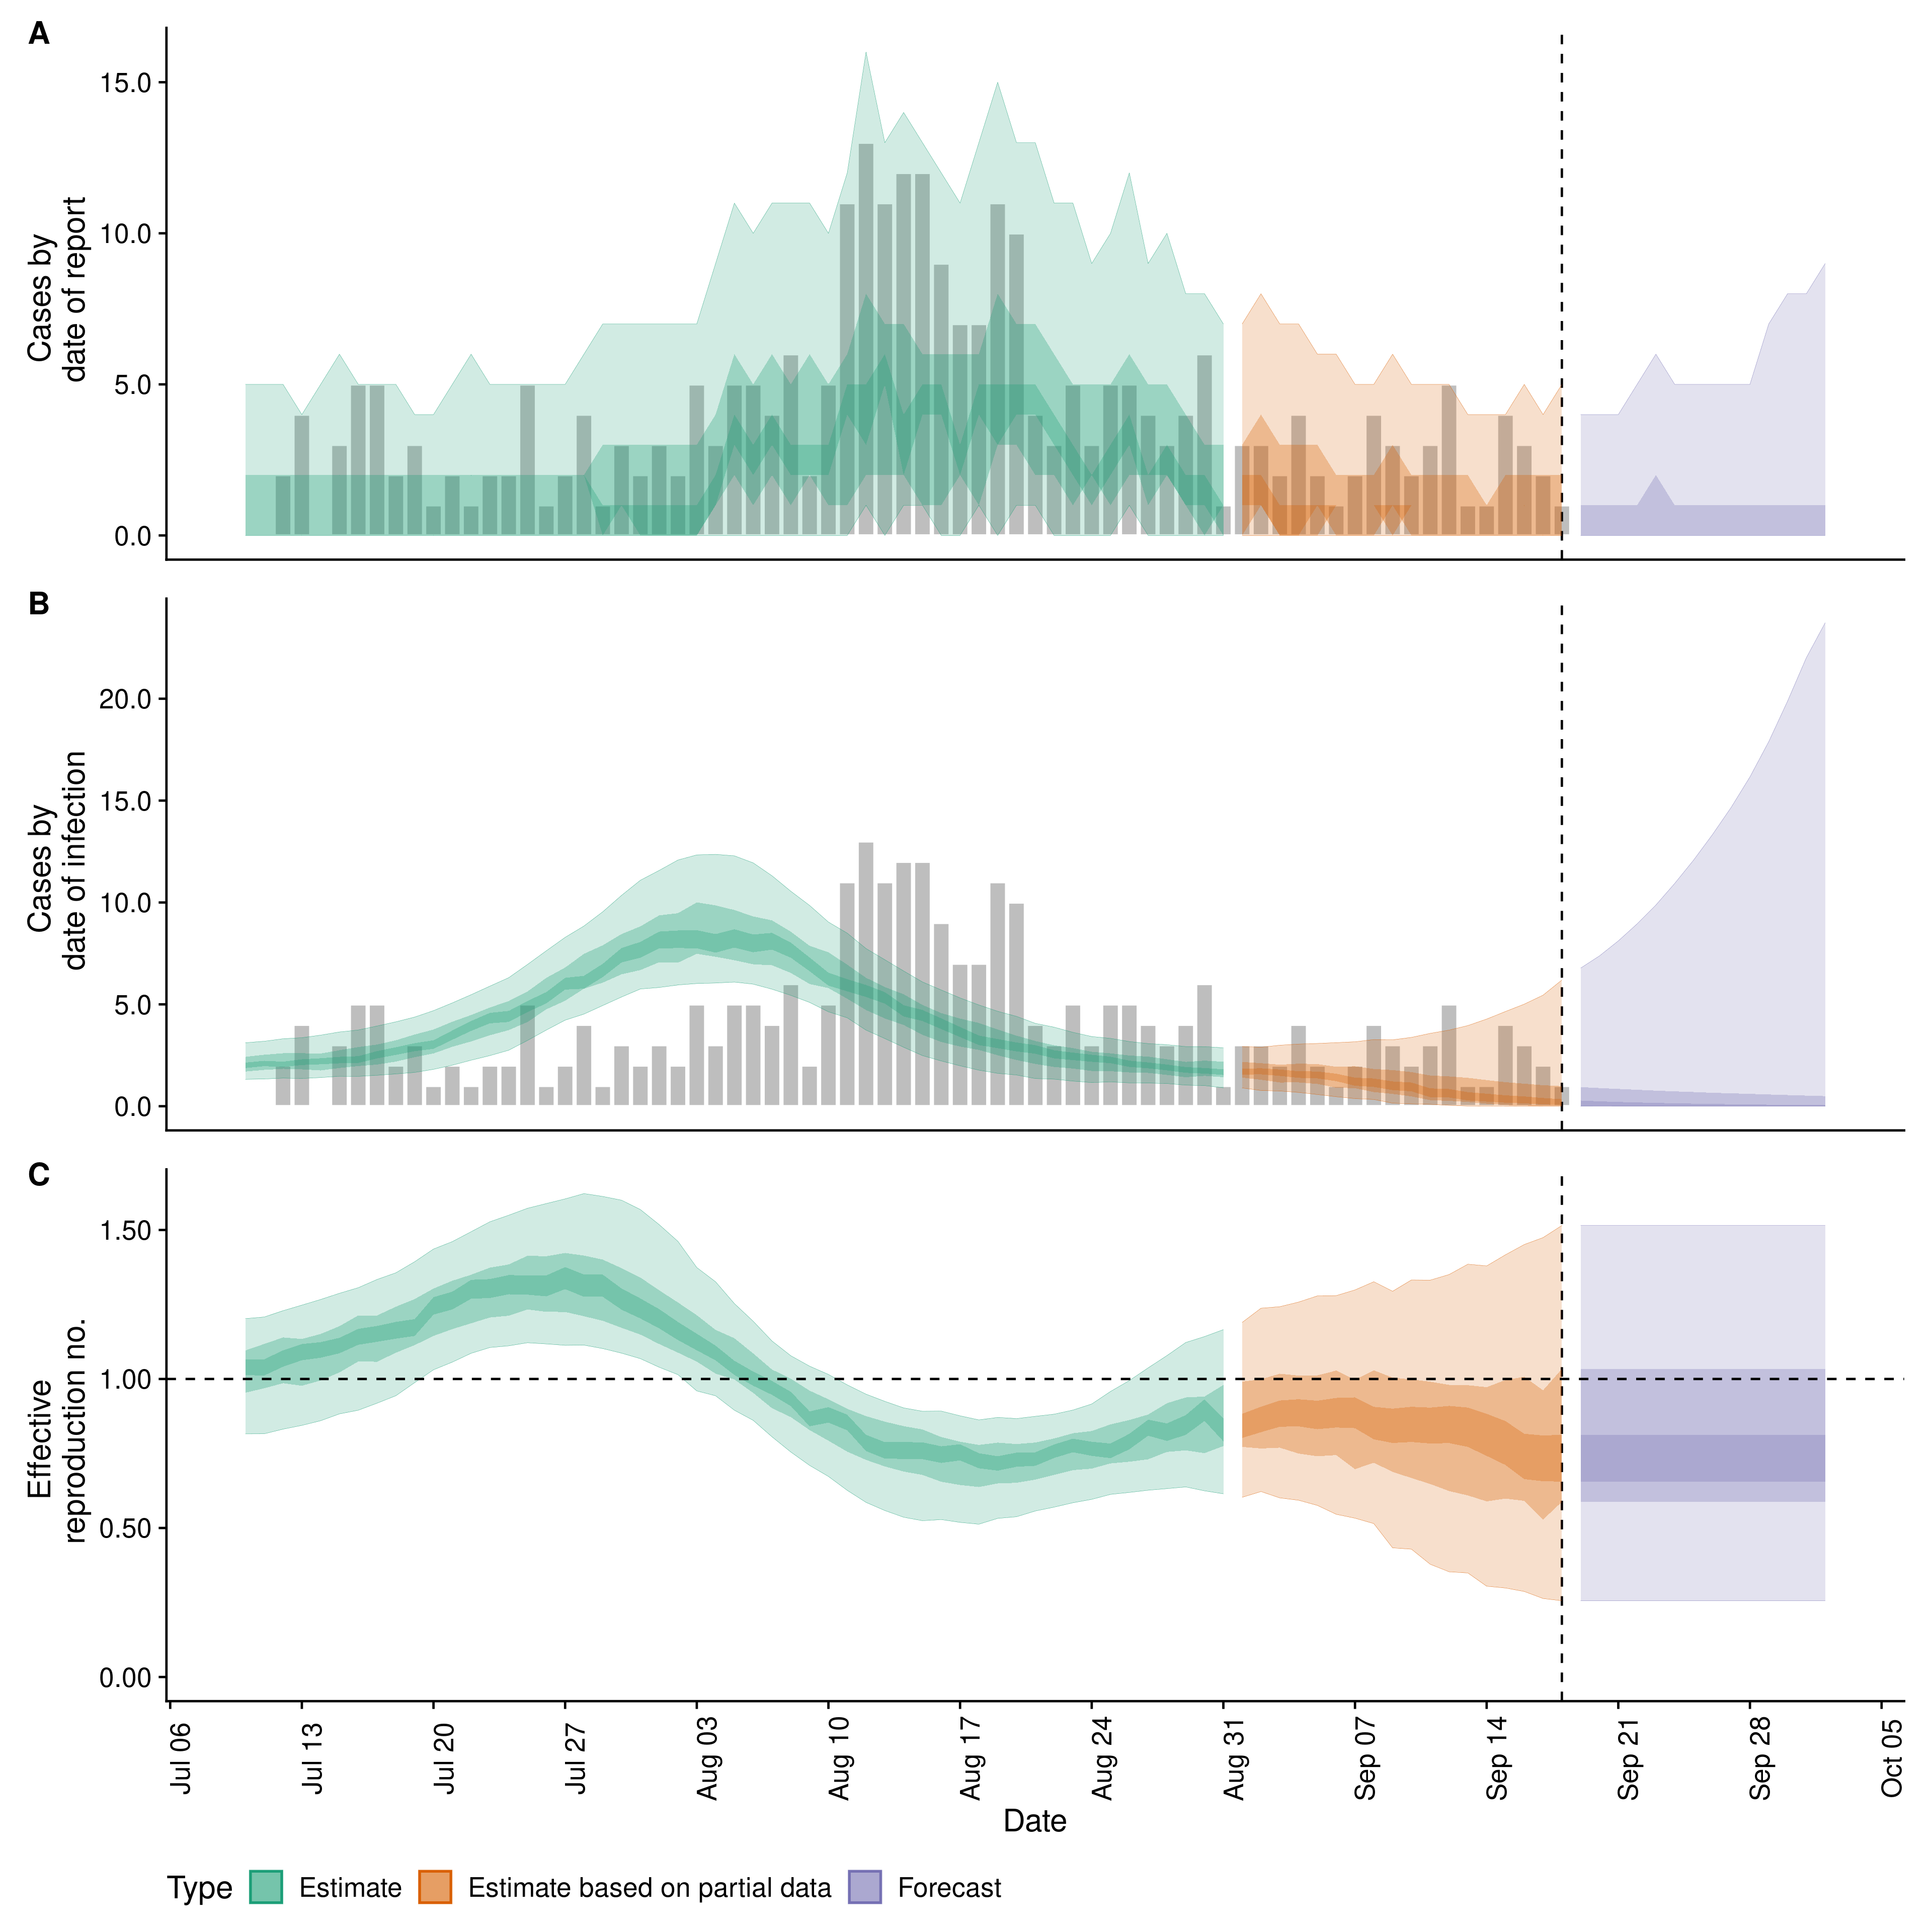 A
Cases by
date of report
15.0
10.0
5.0
0.0
B
Cases by
date of infection
20.0
15.0
10.0
5.0
0.0
C
Effective
reproduction no.
1.50
1.00
0.50
0.00
Jul 06
Jul 13
Jul 20
Jul 27
Aug 03
Aug 10
Aug 17
Aug 24
Aug 31
Sep 07
Sep 14
Sep 21
Sep 28
Oct 05
Date
Type Estimate Estimate based on partial data Forecast